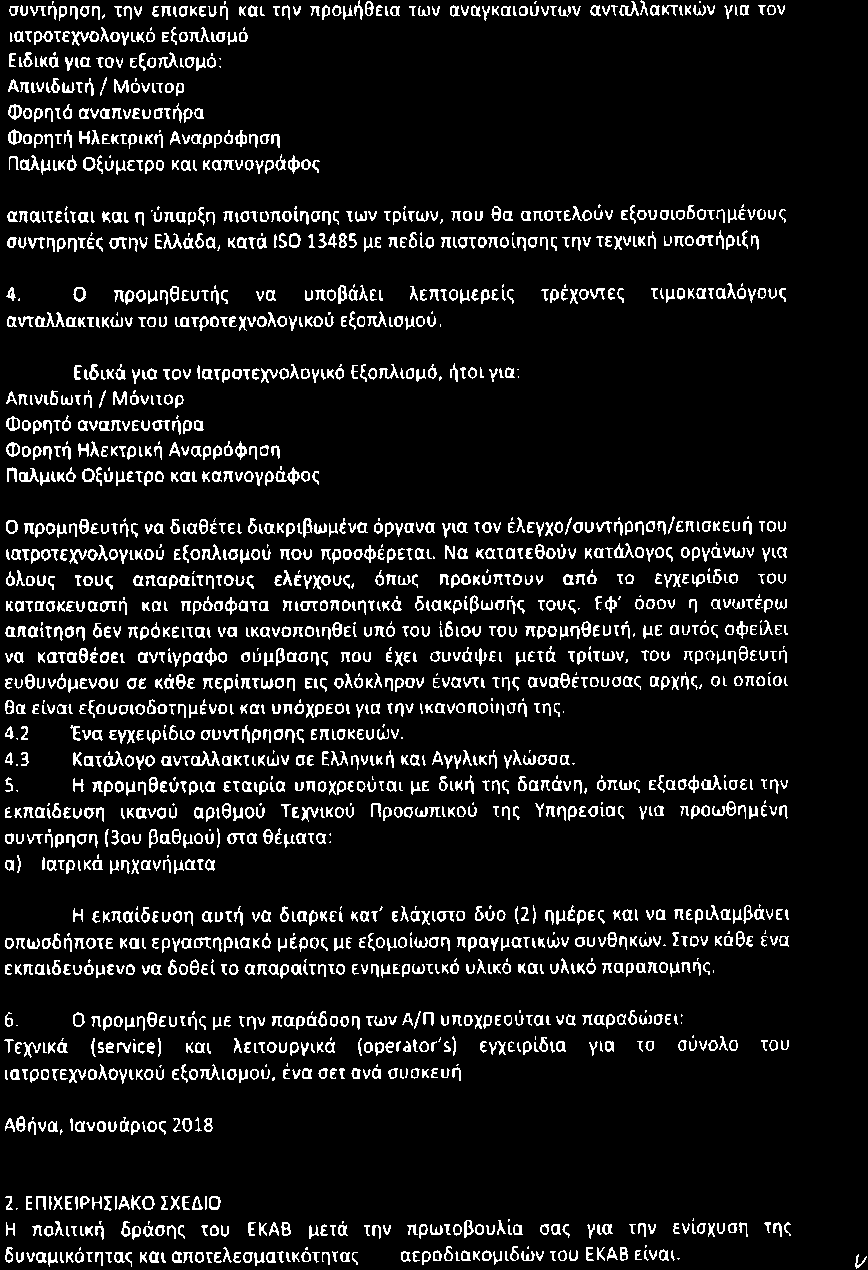 συντήρηση, την επισκευή και την προμήθεια των αναγκαιούντων ανταλλακτικών για τον
ιατροτεχνολογικό εξοπλισμό
Ειδικά για τον εξοπλισμό:
Απινιδωτή / Μόνιτορ
Φορητό αναπνευστήρα
Φορητή Ηλεκτρική Αναρρόφηση
Παλμικό Οξύμετρο και καπνογράφος
απαιτείται και η ύπαρξη πιστοποίησης των τρίτων, που θα αποτελούν εξουσιοδοτημένους
συντηρητές στην Ελλάδα, κατά ISO 13485 με πεδίο πιστοποίησης την τεχνική υποστήριξη
4. Ο προμηθευτής να υποβάλει λεπτομερείς τρέχοντες τιμοκαταλόγους
ανταλλακτικών του ιατροτεχνολογικού εξοπλισμού.
Ειδικά για τον Ιατροτεχνολογικό Εξοπλισμό, ήτοι για:
Απινιδωτή / Μόνιτορ
Φορητό αναπνευστήρα
Φορητή Ηλεκτρική Αναρρόφηση
Παλμικό Οξύμετρο και καπνογράφος
Ο προμηθευτής να διαθέτει διακριβωμένα όργανα για τον έλεγχο/συντήρηση/επισκευή του
ιατροτεχνολογικού εξοπλισμού που προσφέρεται. Να κατατεθούν κατάλογος οργάνων για
όλους τους απαραίτητους ελέγχους, όπως προκύπτουν από το εγχειρίδιο του
κατασκευαστή και πρόσφατα πιστοποιητικά διακρίβωσής τους. Εφ' όσον η ανωτέρω
απαίτηση δεν πρόκειται να ικανοποιηθεί υπό του ίδιου του προμηθευτή, με αυτός οφείλει
να καταθέσει αντίγραφο σύμβασης που έχει συνάψει μετά τρίτων, του προμηθευτή
ευθυνόμενου σε κάθε περίπτωση εις ολόκληρον έναντι της αναθέτουσας αρχής, οι οποίοι
θα είναι εξουσιοδοτημένοι και υπόχρεοι για την ικανοποίησή της.
4.2 Ένα εγχειρίδιο συντήρησης επισκευών.
4.3 Κατάλογο ανταλλακτικών σε Ελληνική και Αγγλική γλώσσα.
5. Η προμηθεύτρια εταιρία υποχρεούται με δική της δαπάνη, όπως εξασφαλίσει την
εκπαίδευση ικανού αριθμού Τεχνικού Προσωπικού της Υπηρεσίας για προωθημένη
συντήρηση (3ου βαθμού) στα θέματα:
α) Ιατρικά μηχανήματα
Η εκπαίδευση αυτή να διαρκεί κατ' ελάχιστο δύο (2) ημέρες και να περιλαμβάνει
οπωσδήποτε και εργαστηριακό μέρος με εξομοίωση πραγματικών συνθηκών. Στον κάθε ένα
εκπαιδευόμενο να δοθεί το απαραίτητο ενημερωτικό υλικό και υλικό παραπομπής.
6. Ο προμηθευτής με την παράδοση των Α/Π υποχρεούται να παραδώσει:
Τεχνικά (service) και λειτουργικά (operator's) εγχειρίδια για το σύνολο του
ιατροτεχνολογικού εξοπλισμού, ένα σετ ανά συσκευή
Αθήνα, Ιανουάριος 2018
2. ΕΠΙΧΕΙΡΗΣΙΑΚΟ ΣΧΕΔΙΟ
Η πολιτική δράσης του ΕΚΑΒ μετά την πρωτοβουλία σας για την ενίσχυση της
δυναμικότητας και αποτελεσματικότητας αεροδιακομιδών του ΕΚΑΒ είναι.